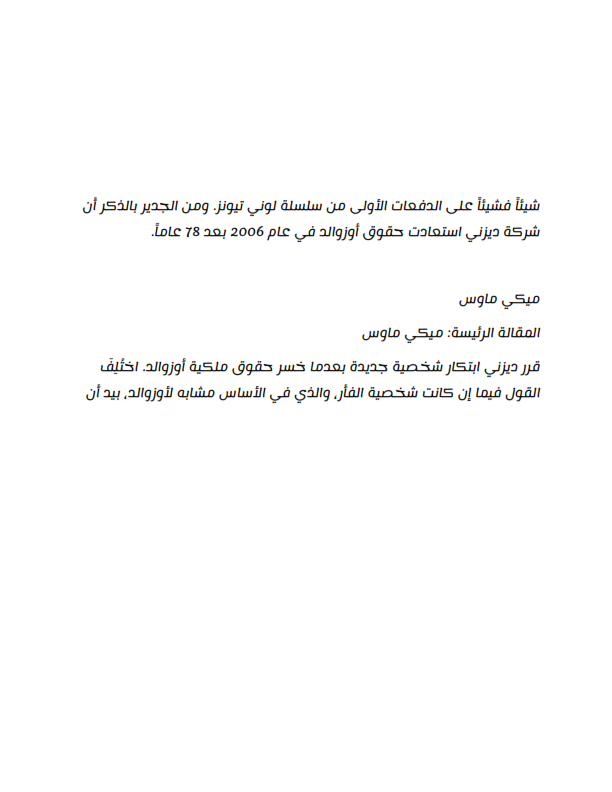 شيئاً فشيئاً على الدفعات الأولى من سلسلة لوني تيونز. ومن الجدير بالذكر أن
شركة ديزني استعادت حقوق أوزوالد في عام 2006 بعد 78 عاماً.
ميكي ماوس
المقالة الرئيسة: ميكي ماوس
قرر ديزني ابتكار شخصية جديدة بعدما خسر حقوق ملكية أوزوالد. اختُلِفَ
القول فيما إن كانت شخصية الفأر، والذي في الأساس مشابه لأوزوالد، بيد أن